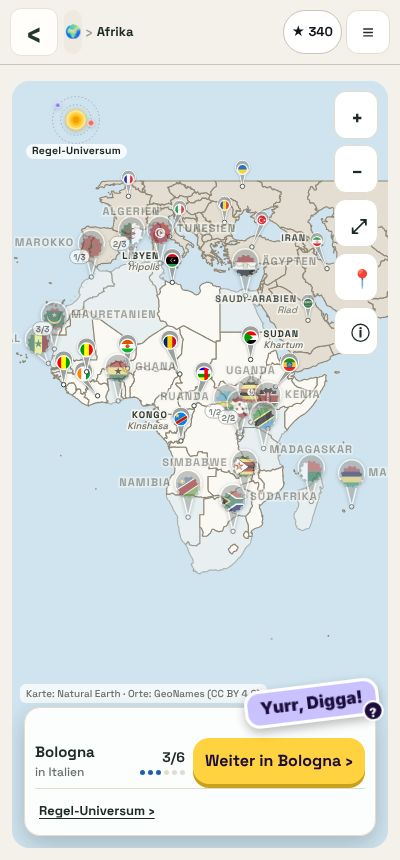 < > Afrika ★ 340 ≡
Regel-Universum
+
−
ALGERIEN
TUNESIEN
MAROKKO
2/3
1/3
LIBYEN
Tripolis
IRAN
ÄGYPTEN
SAUDI-ARABIEN
Riad
MAURETANIEN
3/3
SUDAN
Khartum
GHANA
UGANDA
RUANDA
KENIA
1/2
2/2
KONGO
Kinshasa
MADAGASKAR
SIMBABWE
MA
NAMIBIA
SÜDAFRIKA
Karte: Natural Earth · Orte: GeoNames (CC BY 4.0)
Yurr, Digga!
?
Bologna
3/6
in Italien
Weiter in Bologna >
Regel-Universum >